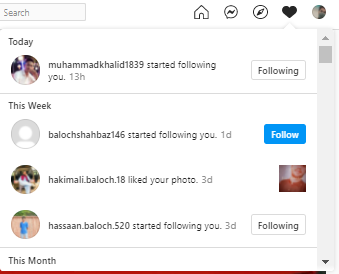 Search
Today
muhammadkhalid1839 started following
you. 13h
Following
This Week
balochshahbaz146 started following you. 1d
Follow
hakimali.baloch.18 liked your photo. 3d
hassaan.baloch.520 started following you. 3d
Following
This Month